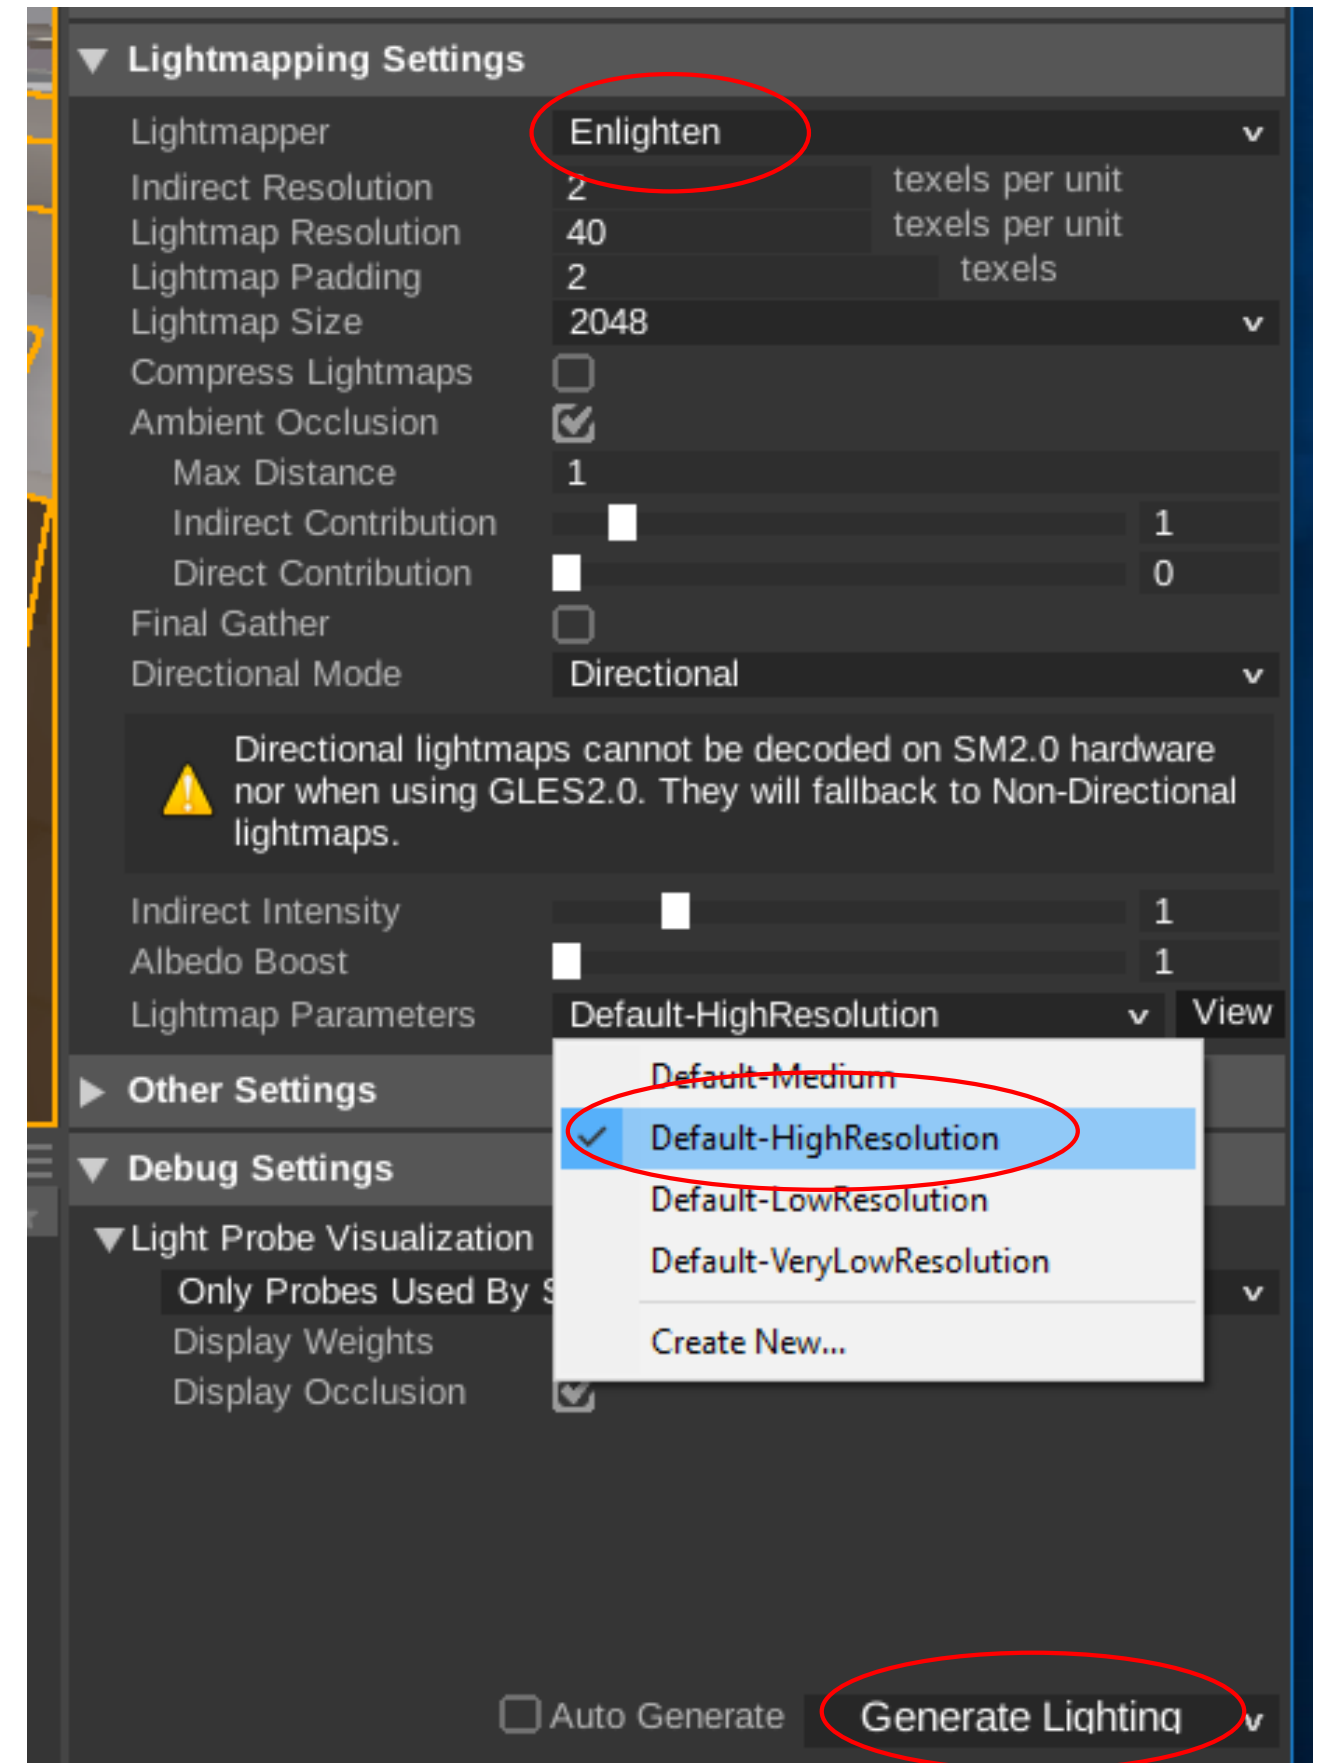 Lightmapping Settings
Lightmapper Enlighten
Indirect Resolution 2 texels per unit
Lightmap Resolution 40 texels per unit
Lightmap Padding 2 texels
Lightmap Size 2048
Compress Lightmaps
Ambient Occlusion
Max Distance 1
Indirect Contribution 1
Direct Contribution 0
Final Gather
Directional Mode Directional
Directional lightmaps cannot be decoded on SM2.0 hardware
nor when using GLES2.0. They will fallback to Non-Directional
lightmaps.
Indirect Intensity 1
Albedo Boost 1
Lightmap Parameters Default-HighResolution View
Default-Medium
Other Settings
Default-HighResolution
Debug Settings
Default-LowResolution
Light Probe Visualization
Default-VeryLowResolution
Only Probes Used By
Display Weights
Create New...
Display Occlusion
Auto Generate Generate Lighting